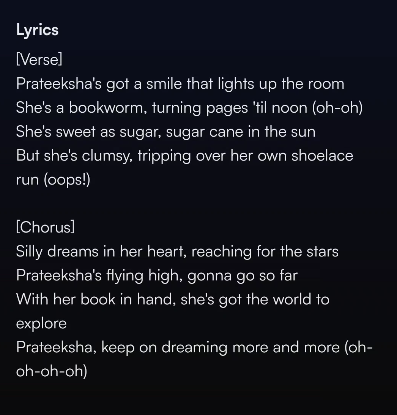 Lyrics
[Verse]
Prateeksha's got a smile that lights up the room
She's a bookworm, turning pages 'til noon (oh-oh)
She's sweet as sugar, sugar cane in the sun
But she's clumsy, tripping over her own shoelace
run (oops!)
[Chorus]
Silly dreams in her heart, reaching for the stars
Prateeksha's flying high, gonna go so far
With her book in hand, she's got the world to
explore
Prateeksha, keep on dreaming more and more (oh-
oh-oh-oh)